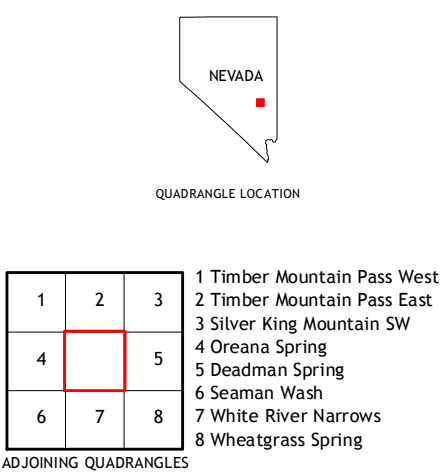 NEVADA
QUADRANGLE LOCATION
1 2 3
4 5
6 7 8
ADJOINING QUADRANGLES
1 Timber Mountain Pass West
2 Timber Mountain Pass East
3 Silver King Mountain SW
4 Oreana Spring
5 Deadman Spring
6 Seaman Wash
7 White River Narrows
8 Wheatgrass Spring